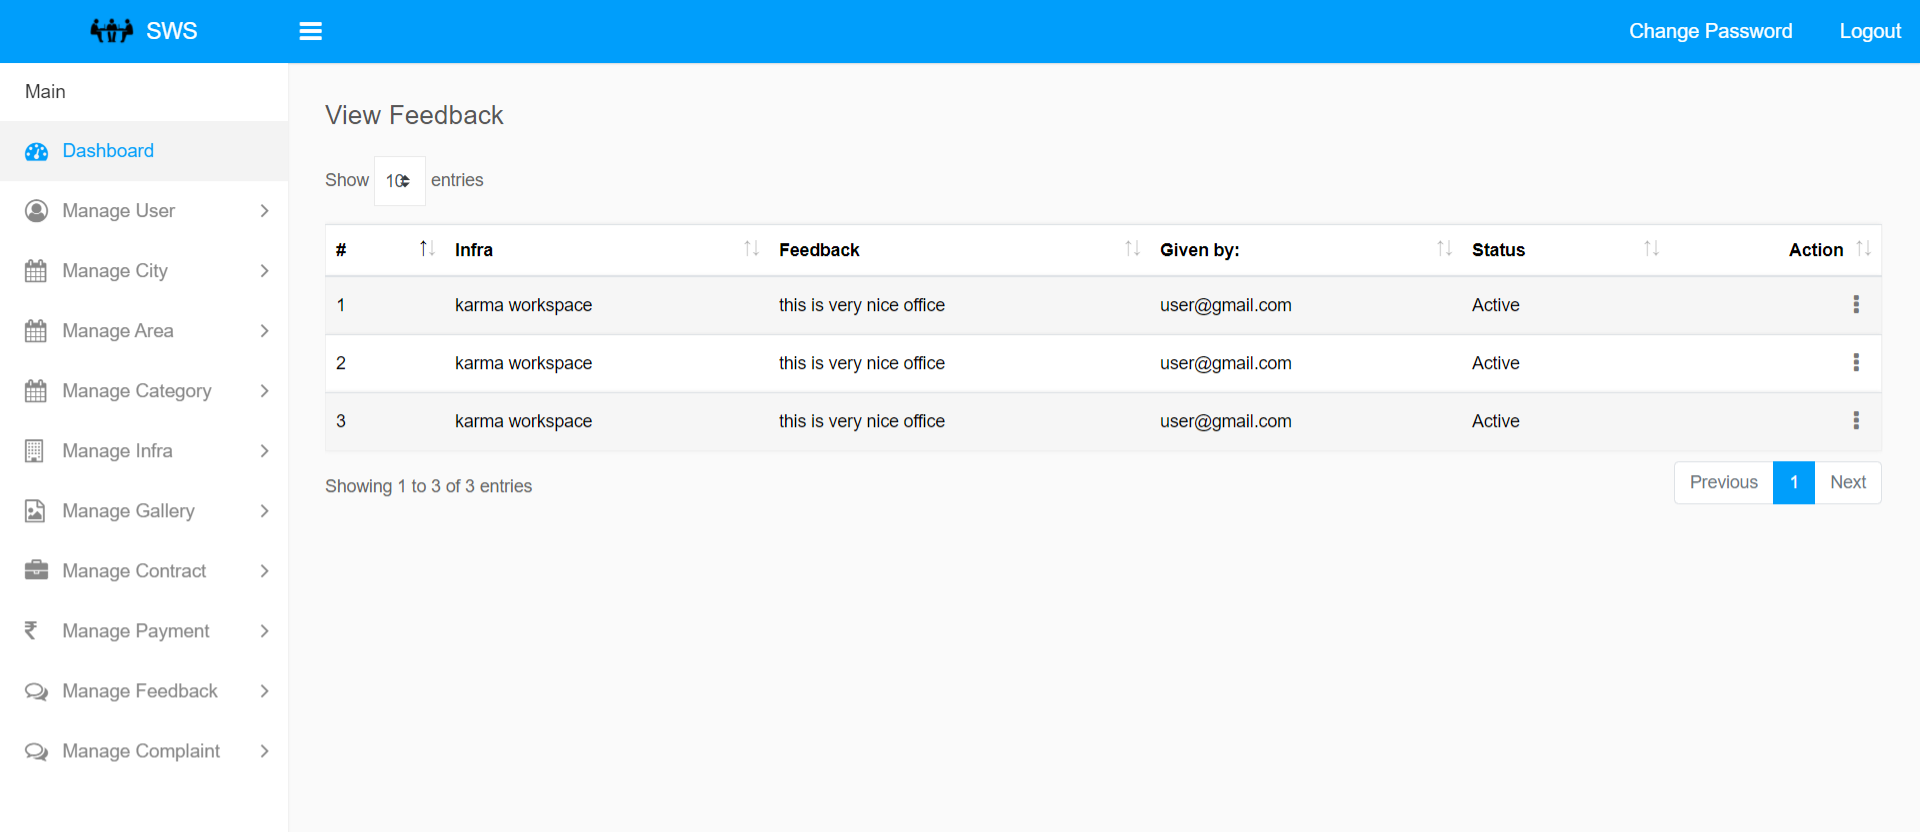 SWS
Change Password
Logout
Main
Dashboard
Manage User
Manage City
Manage Area
Manage Category
Manage Infra
Manage Gallery
Manage Contract
Manage Payment
Manage Feedback
Manage Complaint
View Feedback
Show 10 entries
# Infra Feedback Given by: Status Action
1 karma workspace this is very nice office user@gmail.com Active
2 karma workspace this is very nice office user@gmail.com Active
3 karma workspace this is very nice office user@gmail.com Active
Showing 1 to 3 of 3 entries
Previous 1 Next